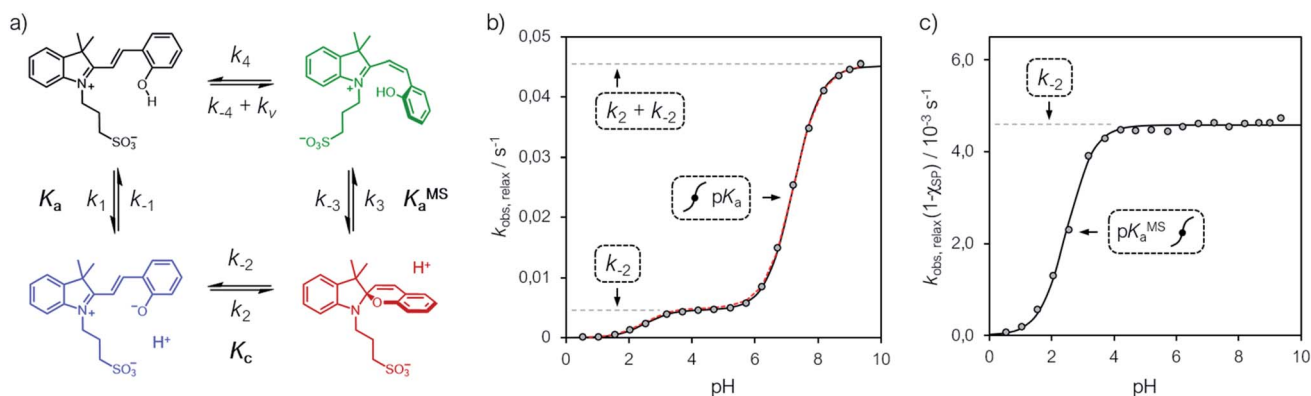 a)
N+
O
H
SO3−
k4
k-4 + kv
N+
HO
−O3S
Ka
k1
k-1
k-3
k3
KaMS
N+
O−
H+
SO3−
k-2
k2
Kc
H+
O
N
SO3−
b)
kobs, relax / s-1
0,05
0,04
0,03
0,02
0,01
0
k2 + k-2
pKa
k-2
0 2 4 6 8 10
pH
c)
kobs, relax(1-χSP) / 10-3 s-1
6,0
4,0
2,0
0,0
k-2
pKaMS
0 2 4 6 8 10
pH